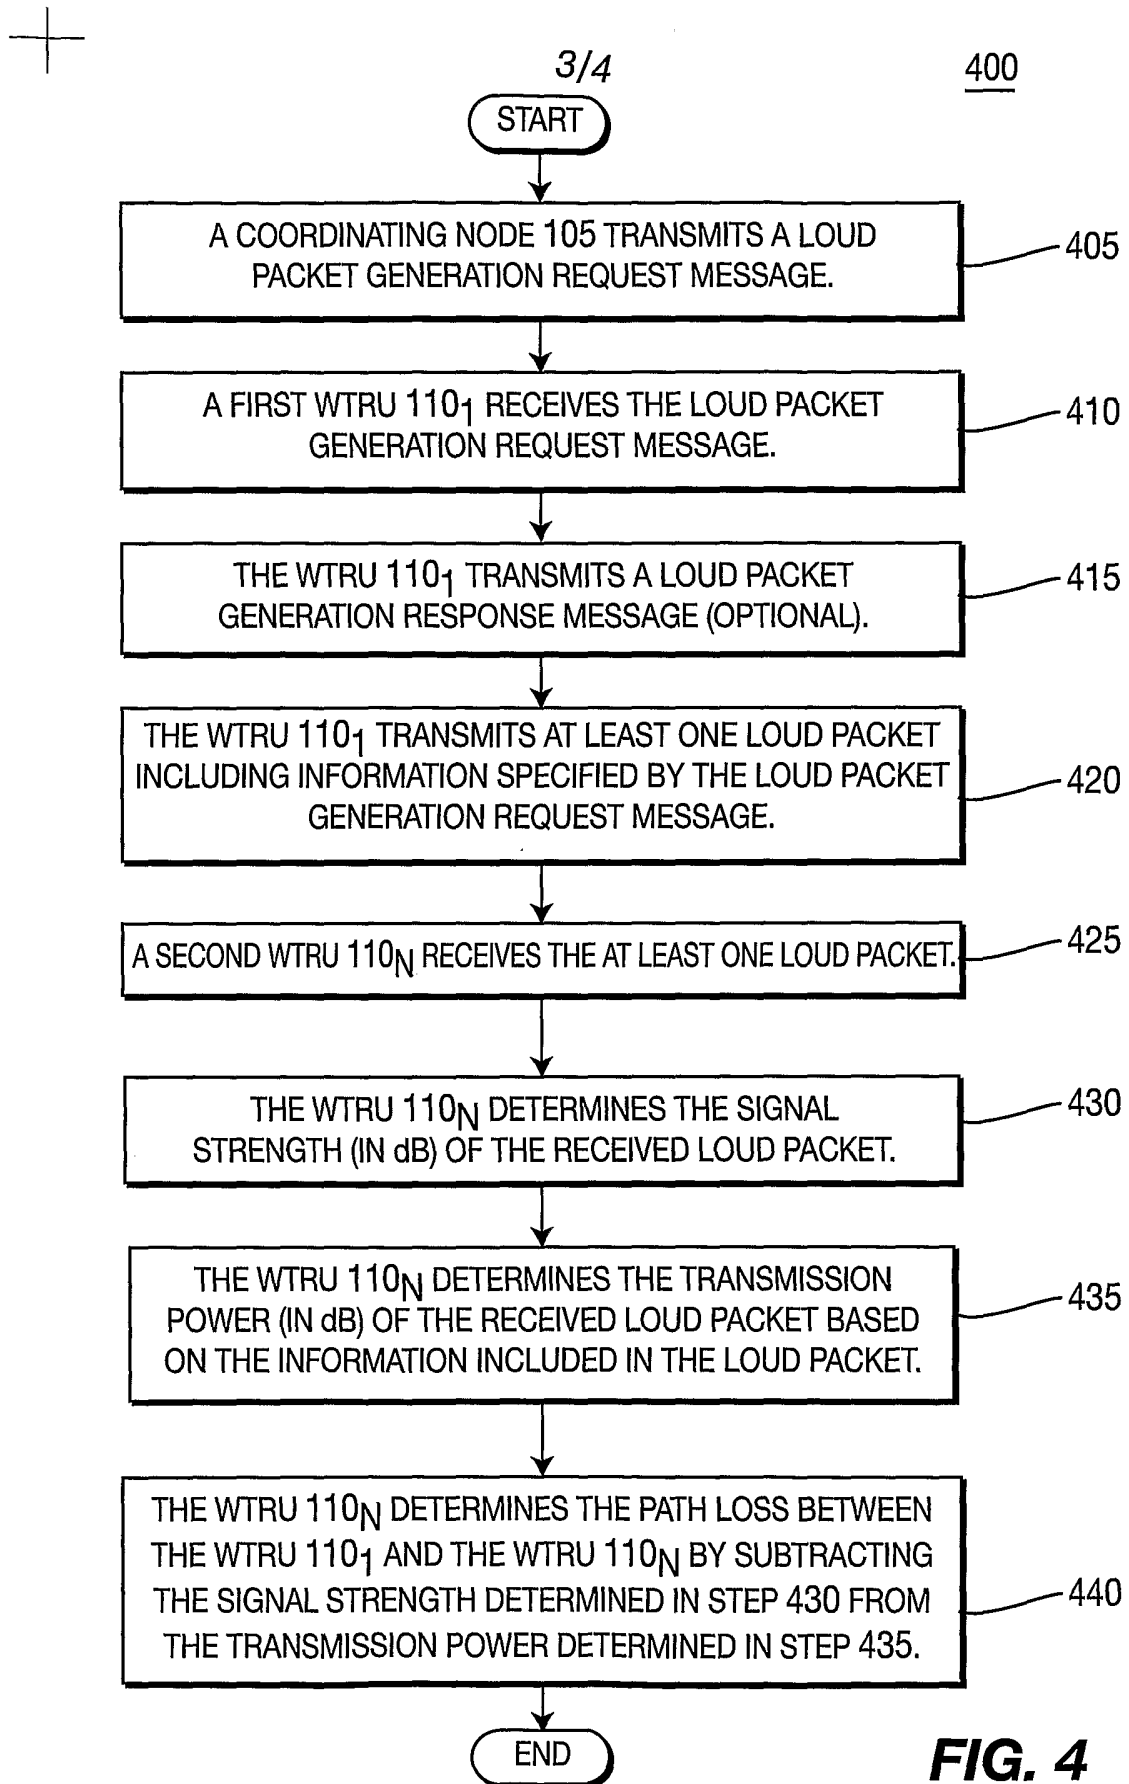 3/4
400
START
A COORDINATING NODE 105 TRANSMITS A LOUD
PACKET GENERATION REQUEST MESSAGE.
405
A FIRST WTRU 110₁ RECEIVES THE LOUD PACKET
GENERATION REQUEST MESSAGE.
410
THE WTRU 110₁ TRANSMITS A LOUD PACKET
GENERATION RESPONSE MESSAGE (OPTIONAL).
415
THE WTRU 110₁ TRANSMITS AT LEAST ONE LOUD PACKET
INCLUDING INFORMATION SPECIFIED BY THE LOUD PACKET
GENERATION REQUEST MESSAGE.
420
A SECOND WTRU 110N RECEIVES THE AT LEAST ONE LOUD PACKET.
425
THE WTRU 110N DETERMINES THE SIGNAL
STRENGTH (IN dB) OF THE RECEIVED LOUD PACKET.
430
THE WTRU 110N DETERMINES THE TRANSMISSION
POWER (IN dB) OF THE RECEIVED LOUD PACKET BASED
ON THE INFORMATION INCLUDED IN THE LOUD PACKET.
435
THE WTRU 110N DETERMINES THE PATH LOSS BETWEEN
THE WTRU 110₁ AND THE WTRU 110N BY SUBTRACTING
THE SIGNAL STRENGTH DETERMINED IN STEP 430 FROM
THE TRANSMISSION POWER DETERMINED IN STEP 435.
440
END
FIG. 4